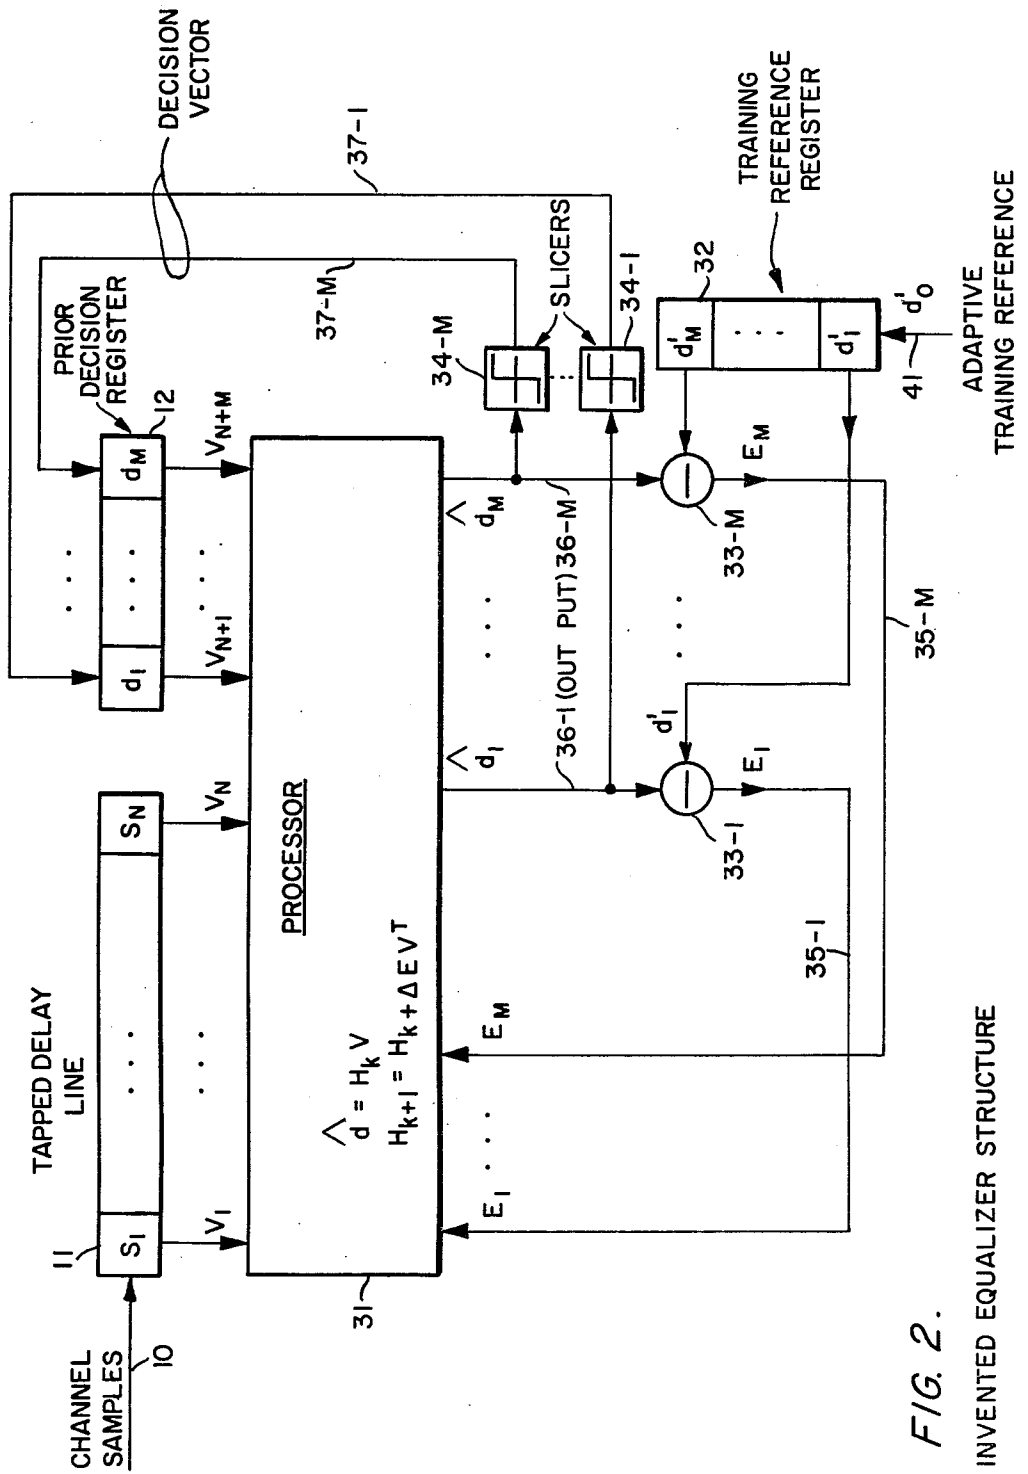 CHANNEL
SAMPLES
10
TAPPED DELAY
LINE
11
S1
. . .
SN
PRIOR
DECISION
REGISTER
12
d1
. . .
dM
. . .
DECISION
VECTOR
V1
. . .
VN
VN+1
. . .
VN+M
37-1
37-M
PROCESSOR
d̂ = Hk V
Hk+1 = Hk + Δ E V^T
31
E1
. . . .
EM
d̂1
. . . .
d̂M
34-M
SLICERS
34-1
36-1 (OUT PUT) 36-M
33-1
d'1
E1
. . . .
33-M
EM
d'M
32
. . .
d'1
TRAINING
REFERENCE
REGISTER
41
d'0
ADAPTIVE
TRAINING REFERENCE
35-1
35-M
FIG. 2.
INVENTED EQUALIZER STRUCTURE